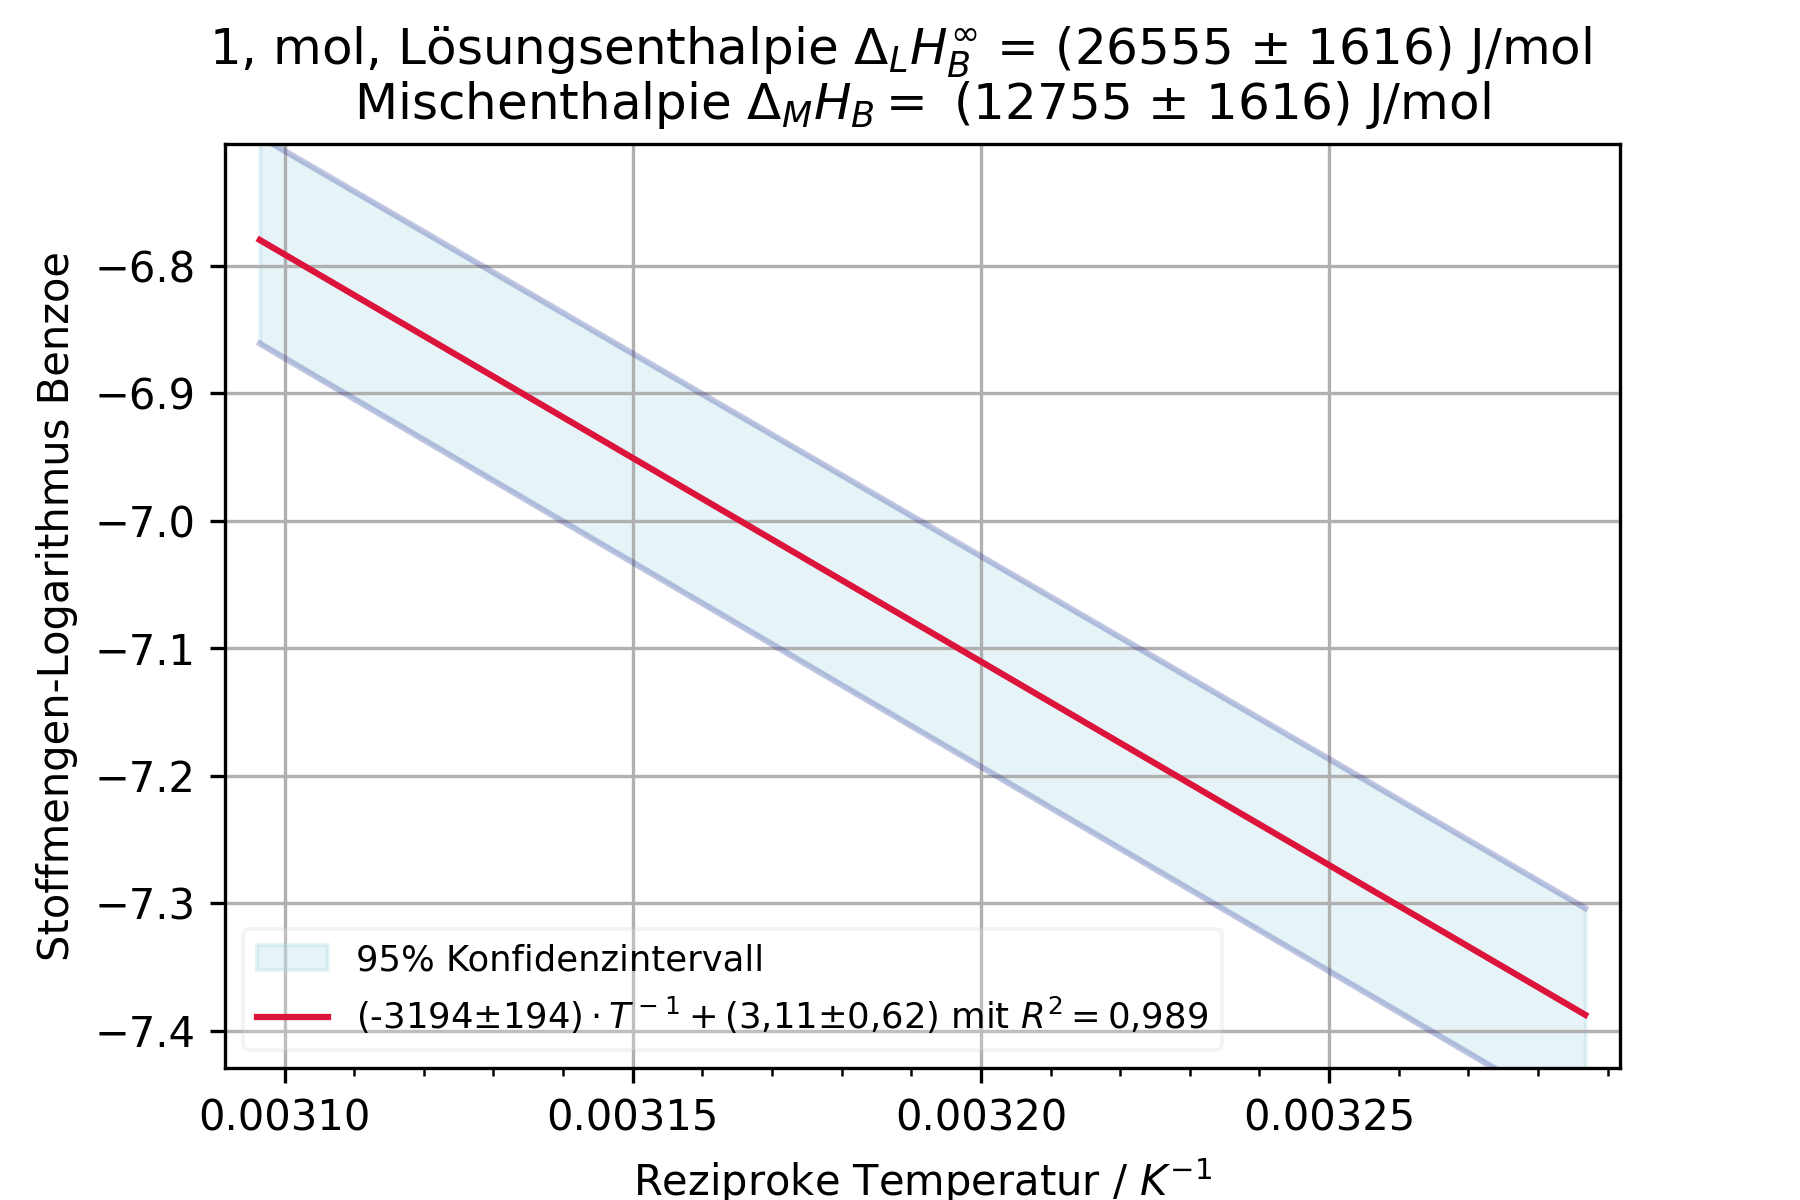 1, mol, Lösungsenthalpie Δ_L H_B^∞ = (26555 ± 1616) J/mol
Mischenthalpie Δ_M H_B = (12755 ± 1616) J/mol
Stoffmengen-Logarithmus Benzoe
−6.8
−6.9
−7.0
−7.1
−7.2
−7.3
−7.4
95% Konfidenzintervall
(-3194±194) · T⁻¹ + (3,11±0,62) mit R² = 0,989
0.00310 0.00315 0.00320 0.00325
Reziproke Temperatur / K⁻¹